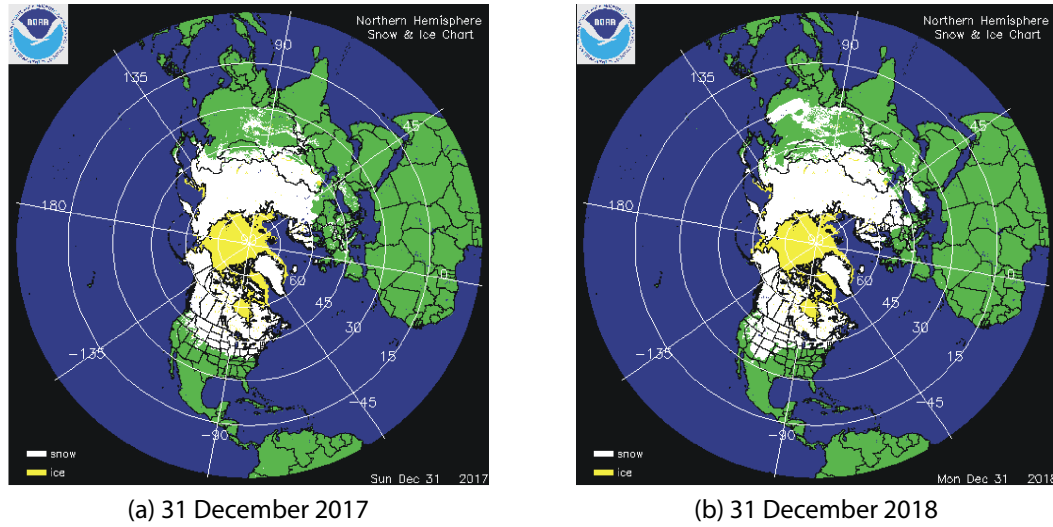 NOAA
Northern Hemisphere
Snow & Ice Chart
90
135
45
180
90
0
60
45
30
15
-135
-45
-90
snow
ice
Sun Dec 31 2017
(a) 31 December 2017
NOAA
Northern Hemisphere
Snow & Ice Chart
90
135
45
180
90
0
60
45
30
15
-135
-45
-90
snow
ice
Mon Dec 31 2018
(b) 31 December 2018